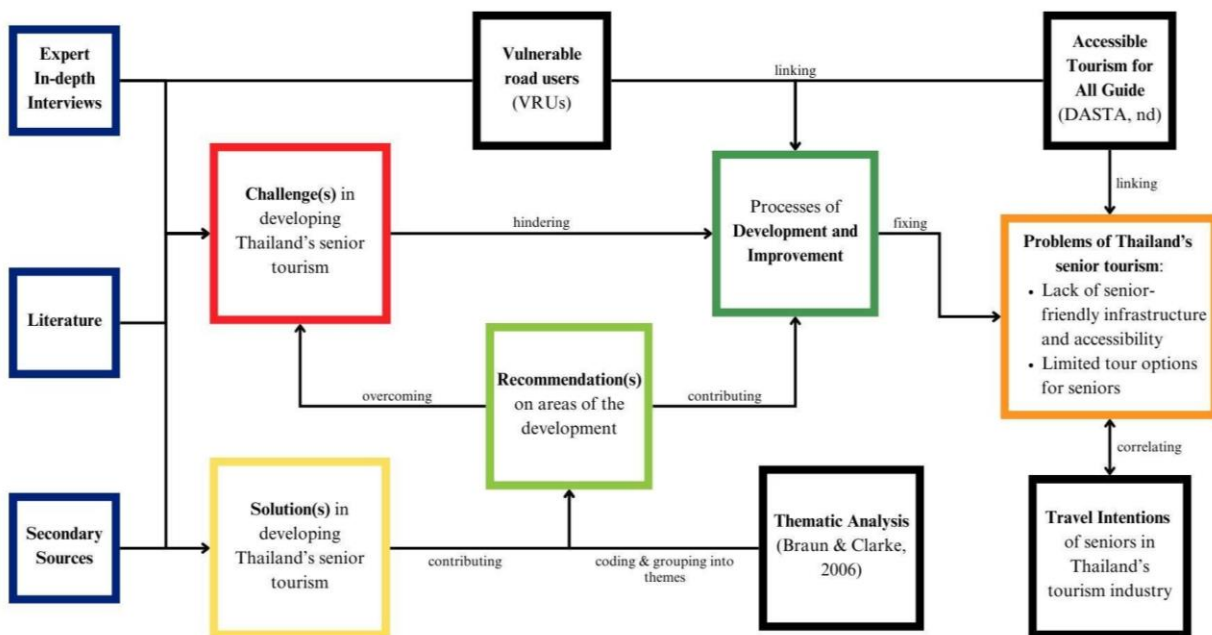 Expert
In-depth
Interviews
Vulnerable
road users
(VRUs)
linking
Accessible
Tourism for
All Guide
(DASTA, nd)
linking
Challenge(s) in
developing
Thailand's senior
tourism
hindering
Processes of
Development and
Improvement
fixing
Problems of Thailand's
senior tourism:
• Lack of senior-
friendly infrastructure
and accessibility
• Limited tour options
for seniors
Literature
overcoming
Recommendation(s)
on areas of the
development
contributing
correlating
Secondary
Sources
Solution(s) in
developing
Thailand's senior
tourism
contributing
coding & grouping into
themes
Thematic Analysis
(Braun & Clarke,
2006)
Travel Intentions
of seniors in
Thailand's
tourism industry